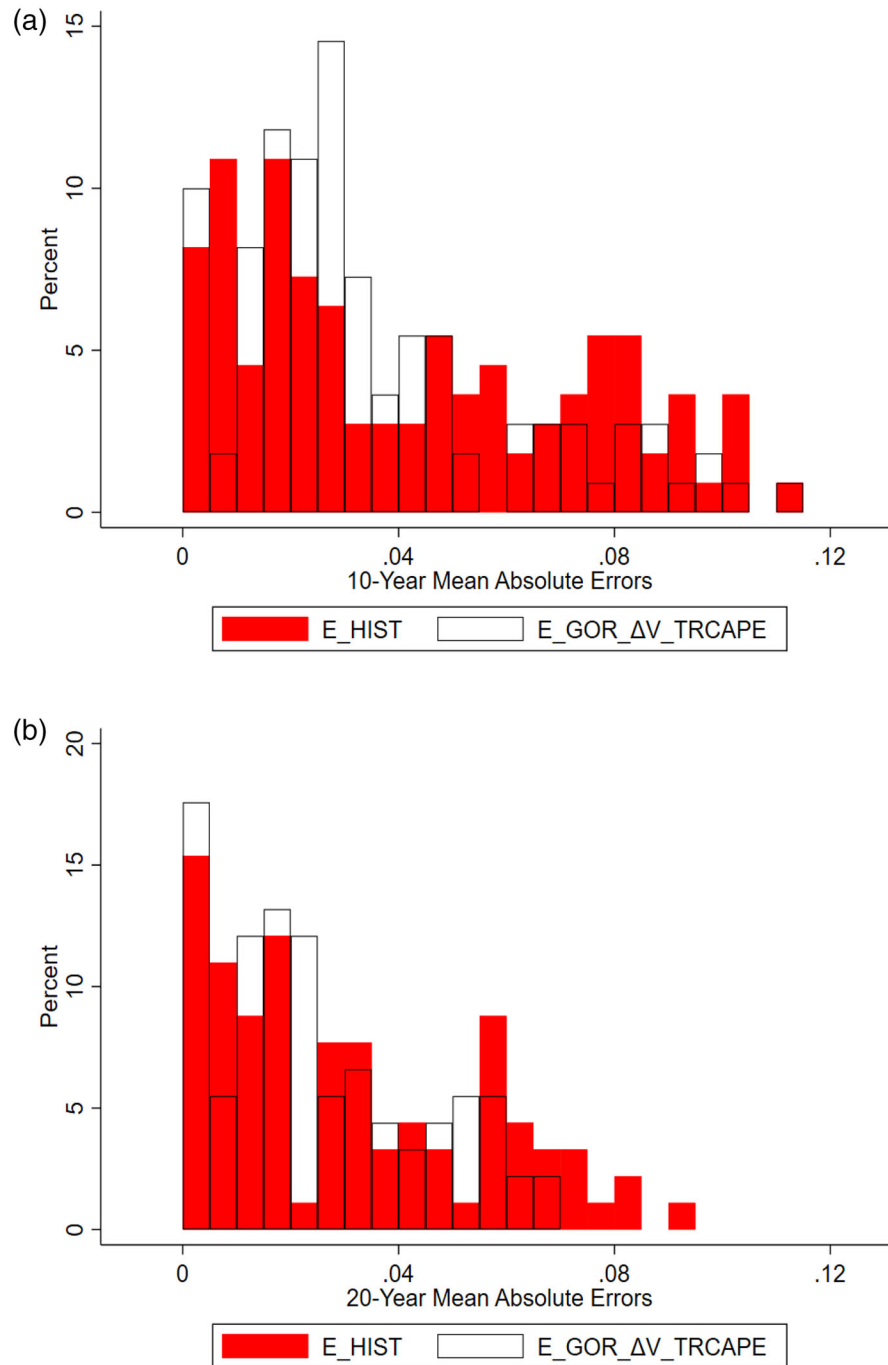 (a)
15
10
5
0
Percent
0 .04 .08 .12
10-Year Mean Absolute Errors
E_HIST E_GOR_ΔV_TRCAPE
(b)
20
15
10
5
0
Percent
0 .04 .08 .12
20-Year Mean Absolute Errors
E_HIST E_GOR_ΔV_TRCAPE